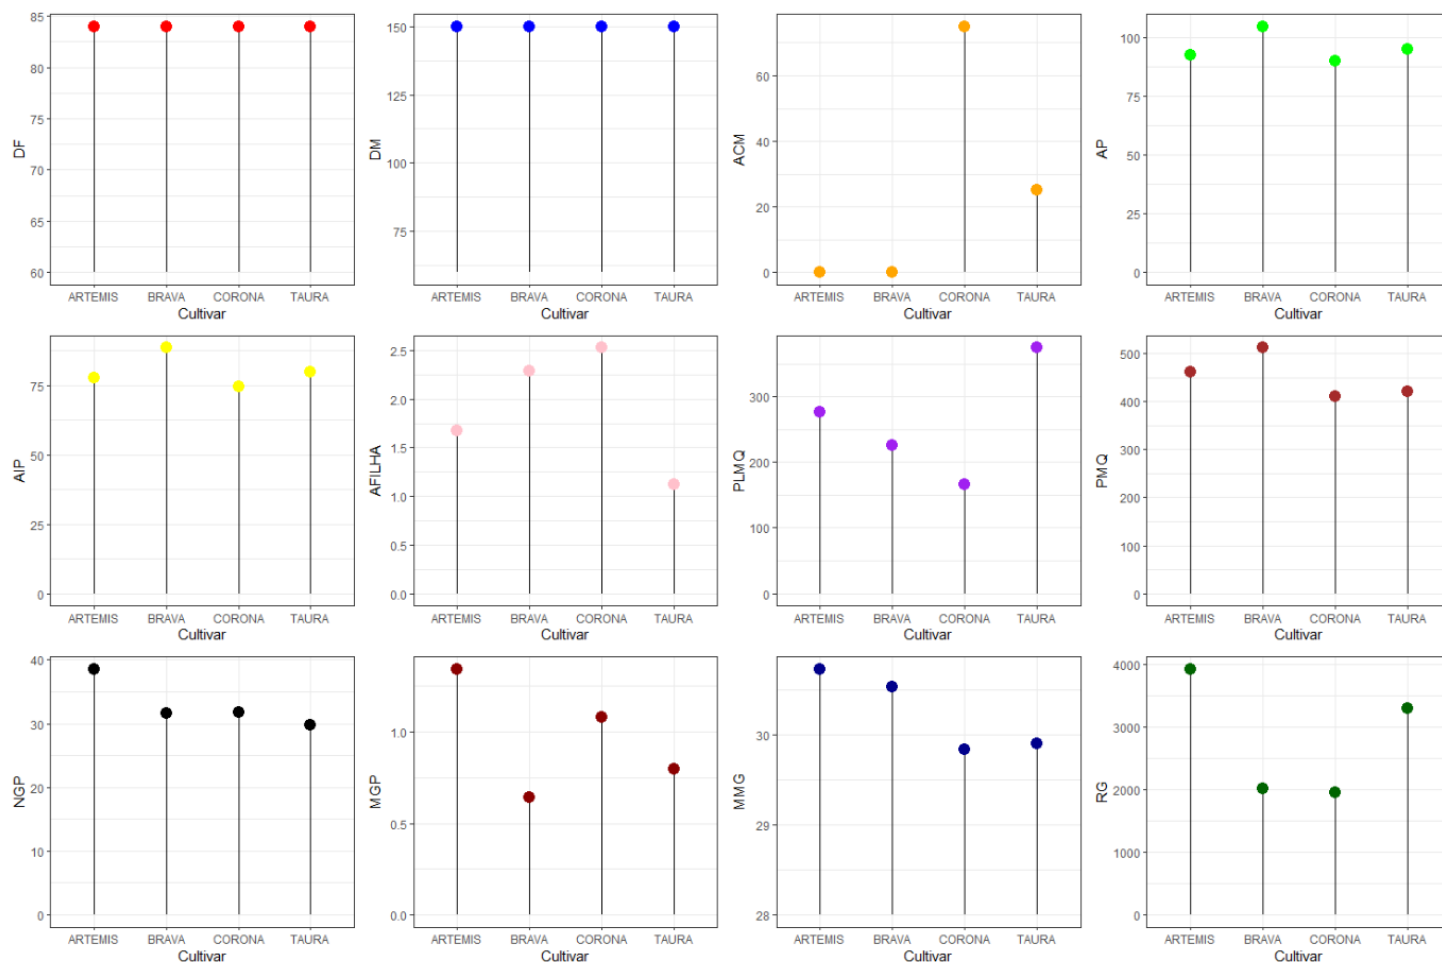 DF
85
80
75
70
65
60
ARTEMIS BRAVA CORONA TAURA
Cultivar
DM
150
125
100
75
ARTEMIS BRAVA CORONA TAURA
Cultivar
ACM
60
40
20
0
ARTEMIS BRAVA CORONA TAURA
Cultivar
AP
100
75
50
25
0
ARTEMIS BRAVA CORONA TAURA
Cultivar
AIP
75
50
25
0
ARTEMIS BRAVA CORONA TAURA
Cultivar
AFILHA
2.5
2.0
1.5
1.0
0.5
0.0
ARTEMIS BRAVA CORONA TAURA
Cultivar
PLMQ
300
200
100
0
ARTEMIS BRAVA CORONA TAURA
Cultivar
PMQ
500
400
300
200
100
0
ARTEMIS BRAVA CORONA TAURA
Cultivar
NGP
40
30
20
10
0
ARTEMIS BRAVA CORONA TAURA
Cultivar
MGP
1.0
0.5
0.0
ARTEMIS BRAVA CORONA TAURA
Cultivar
MMG
30
29
28
ARTEMIS BRAVA CORONA TAURA
Cultivar
RG
4000
3000
2000
1000
0
ARTEMIS BRAVA CORONA TAURA
Cultivar